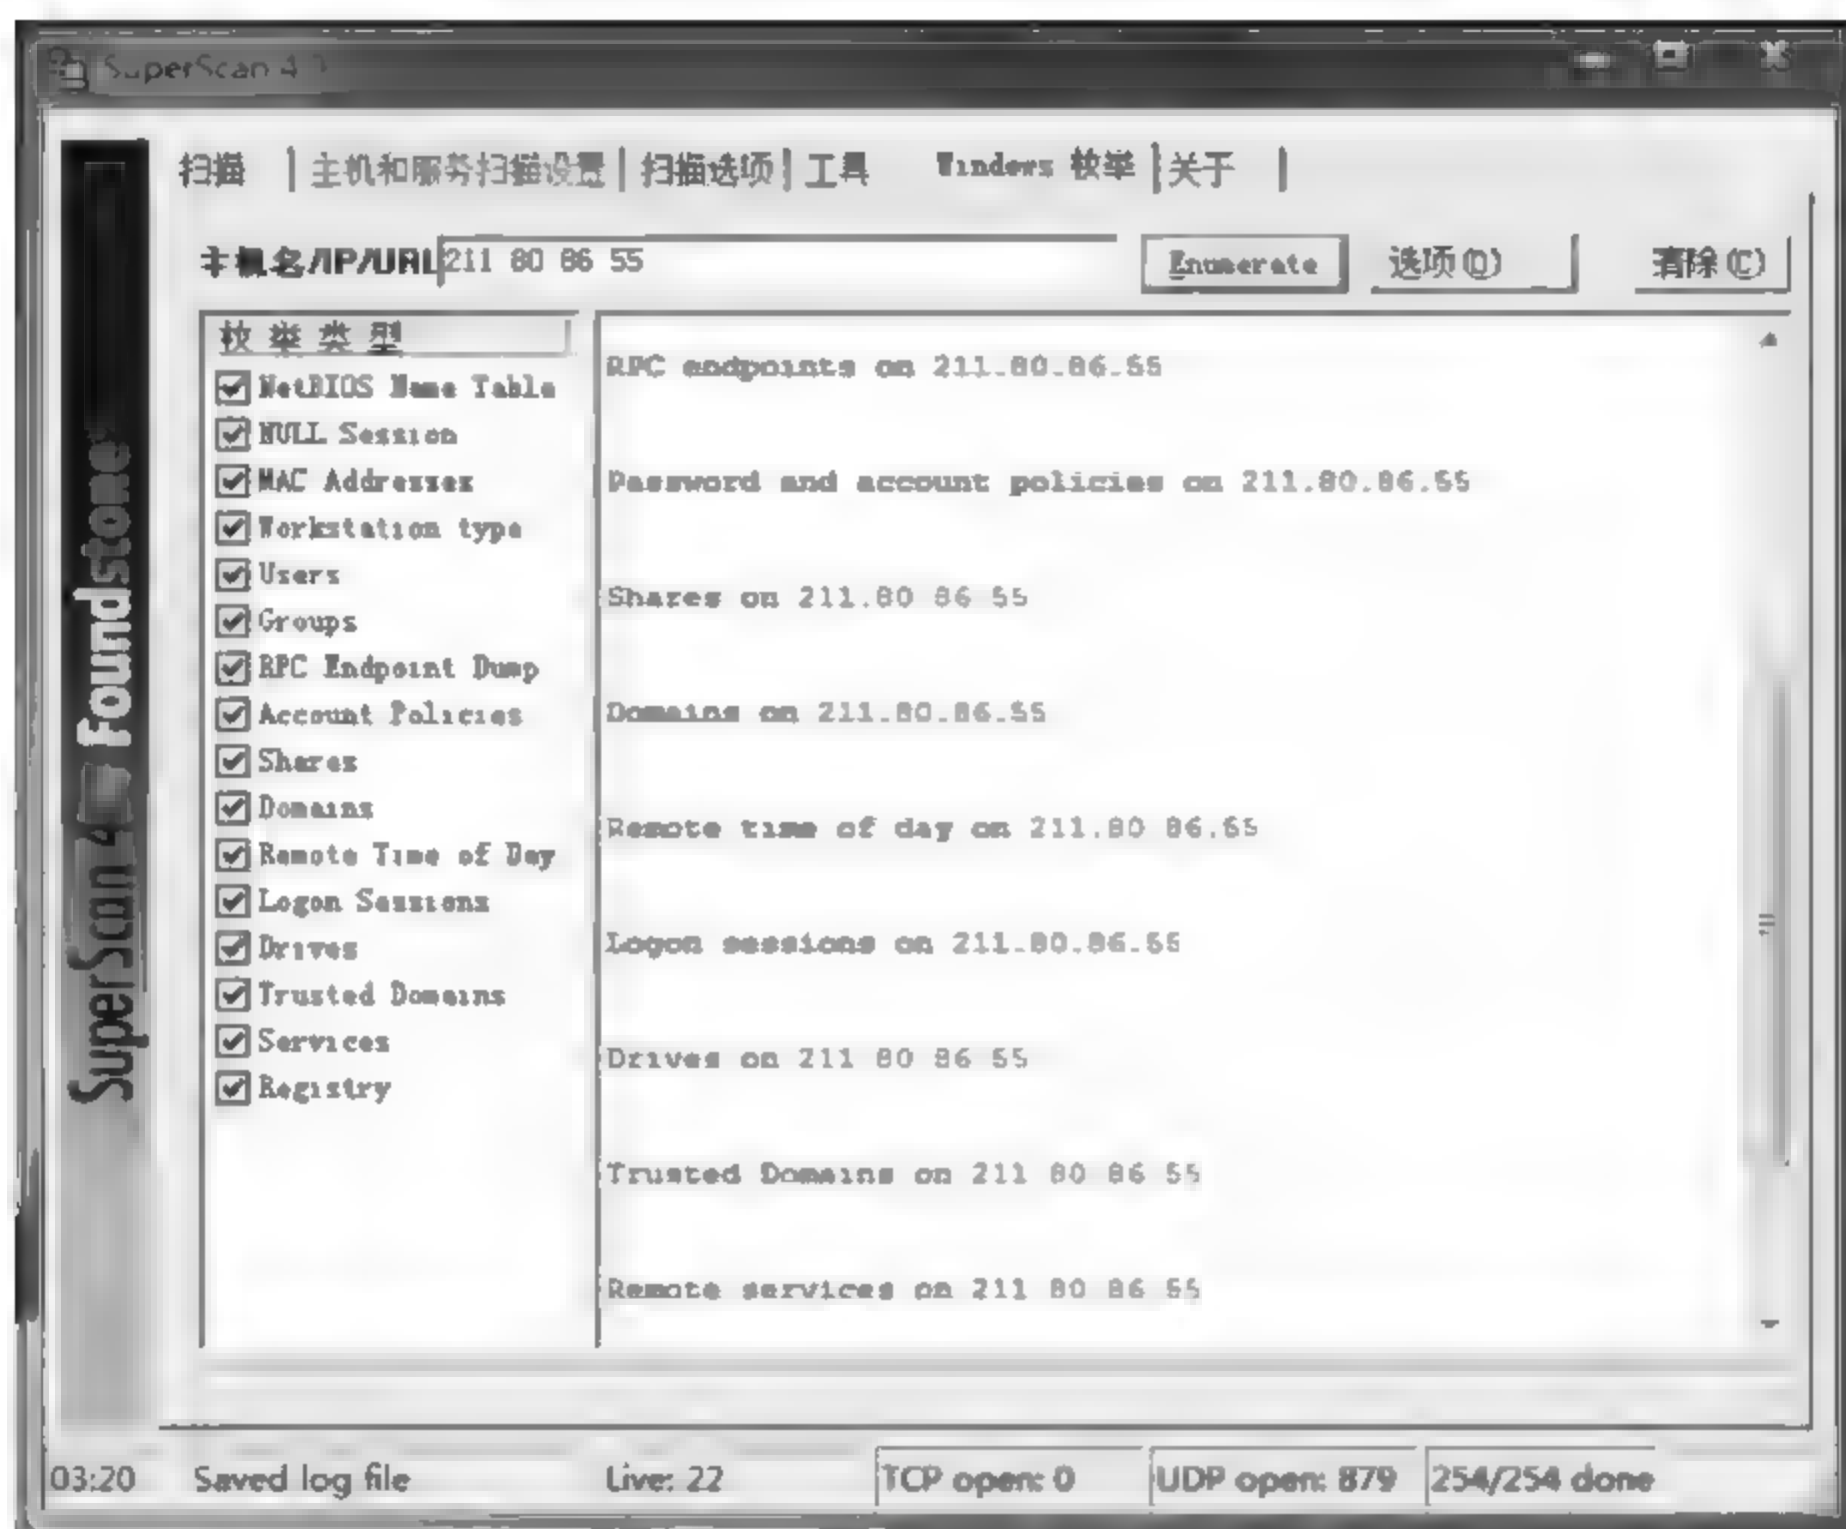 SuperScan 4
扫描 主机和服务扫描设置 扫描选项 工具 Windows 枚举 关于
主机名/IP/URL 211 80 86 55 Enumerate 选项(O) 清除(C)
枚举类型
NetBIOS Name Table
NULL Session
MAC Addresses
Workstation type
Users
Groups
RPC Endpoint Dump
Account Policies
Shares
Domains
Remote Time of Day
Logon Sessions
Drives
Trusted Domains
Services
Registry
RPC endpoints on 211.80.86.55
Password and account policies on 211.80.86.55
Shares on 211.80 86 55
Domains on 211.80.86.55
Remote time of day on 211.80 86.55
Logon sessions on 211.80.86.55
Drives on 211 80 86 55
Trusted Domains on 211 80 86 55
Remote services on 211 80 86 55
SuperScan 4 Foundstone
03:20 Saved log file Live: 22 TCP open: 0 UDP open: 879 254/254 done